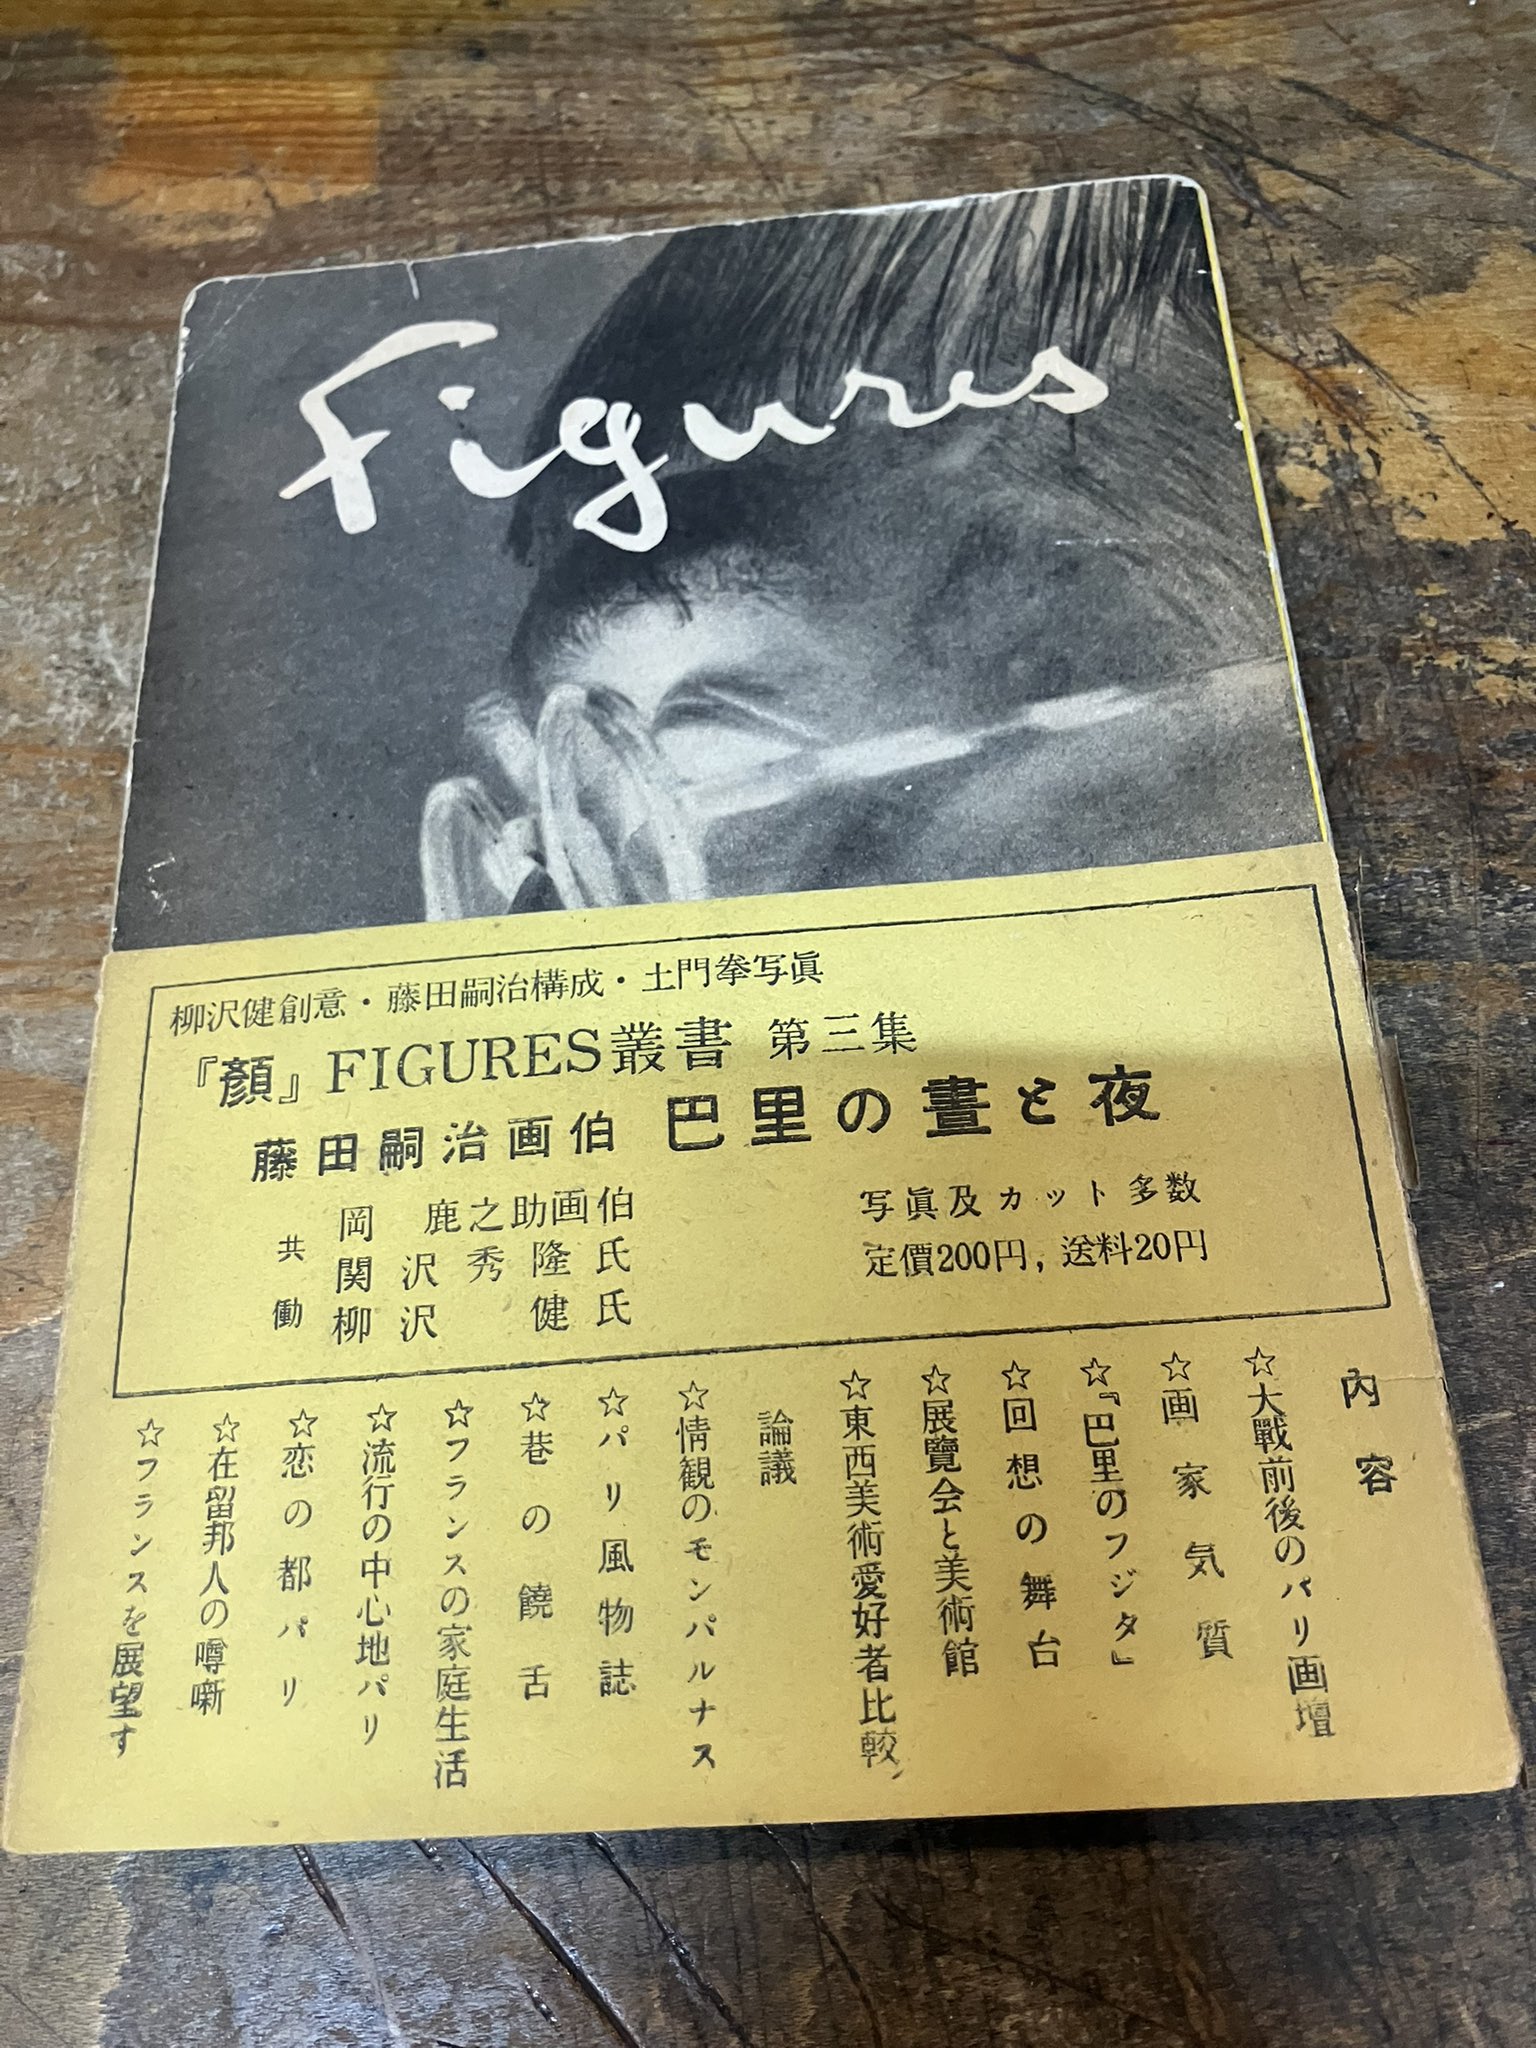 Figures
柳沢健創意・藤田嗣治構成・土門拳写眞
『顏』FIGURES叢書 第三集
藤田嗣治画伯 巴里の晝と夜
共働
岡 鹿之助画伯
関沢秀隆氏
柳沢 健氏
写眞及カット多数
定價200円, 送料20円
内容
☆大戰前後のパリ画壇
☆画家気質
☆『巴里のフジタ』
☆回想の舞台
☆展覽会と美術館
☆東西美術愛好者比較
論議
☆情観のモンパルナス
☆パリ風物誌
☆巷の饒舌
☆フランスの家庭生活
☆流行の中心地パリ
☆恋の都パリ
☆在留邦人の噂噺
☆フランスを展望す